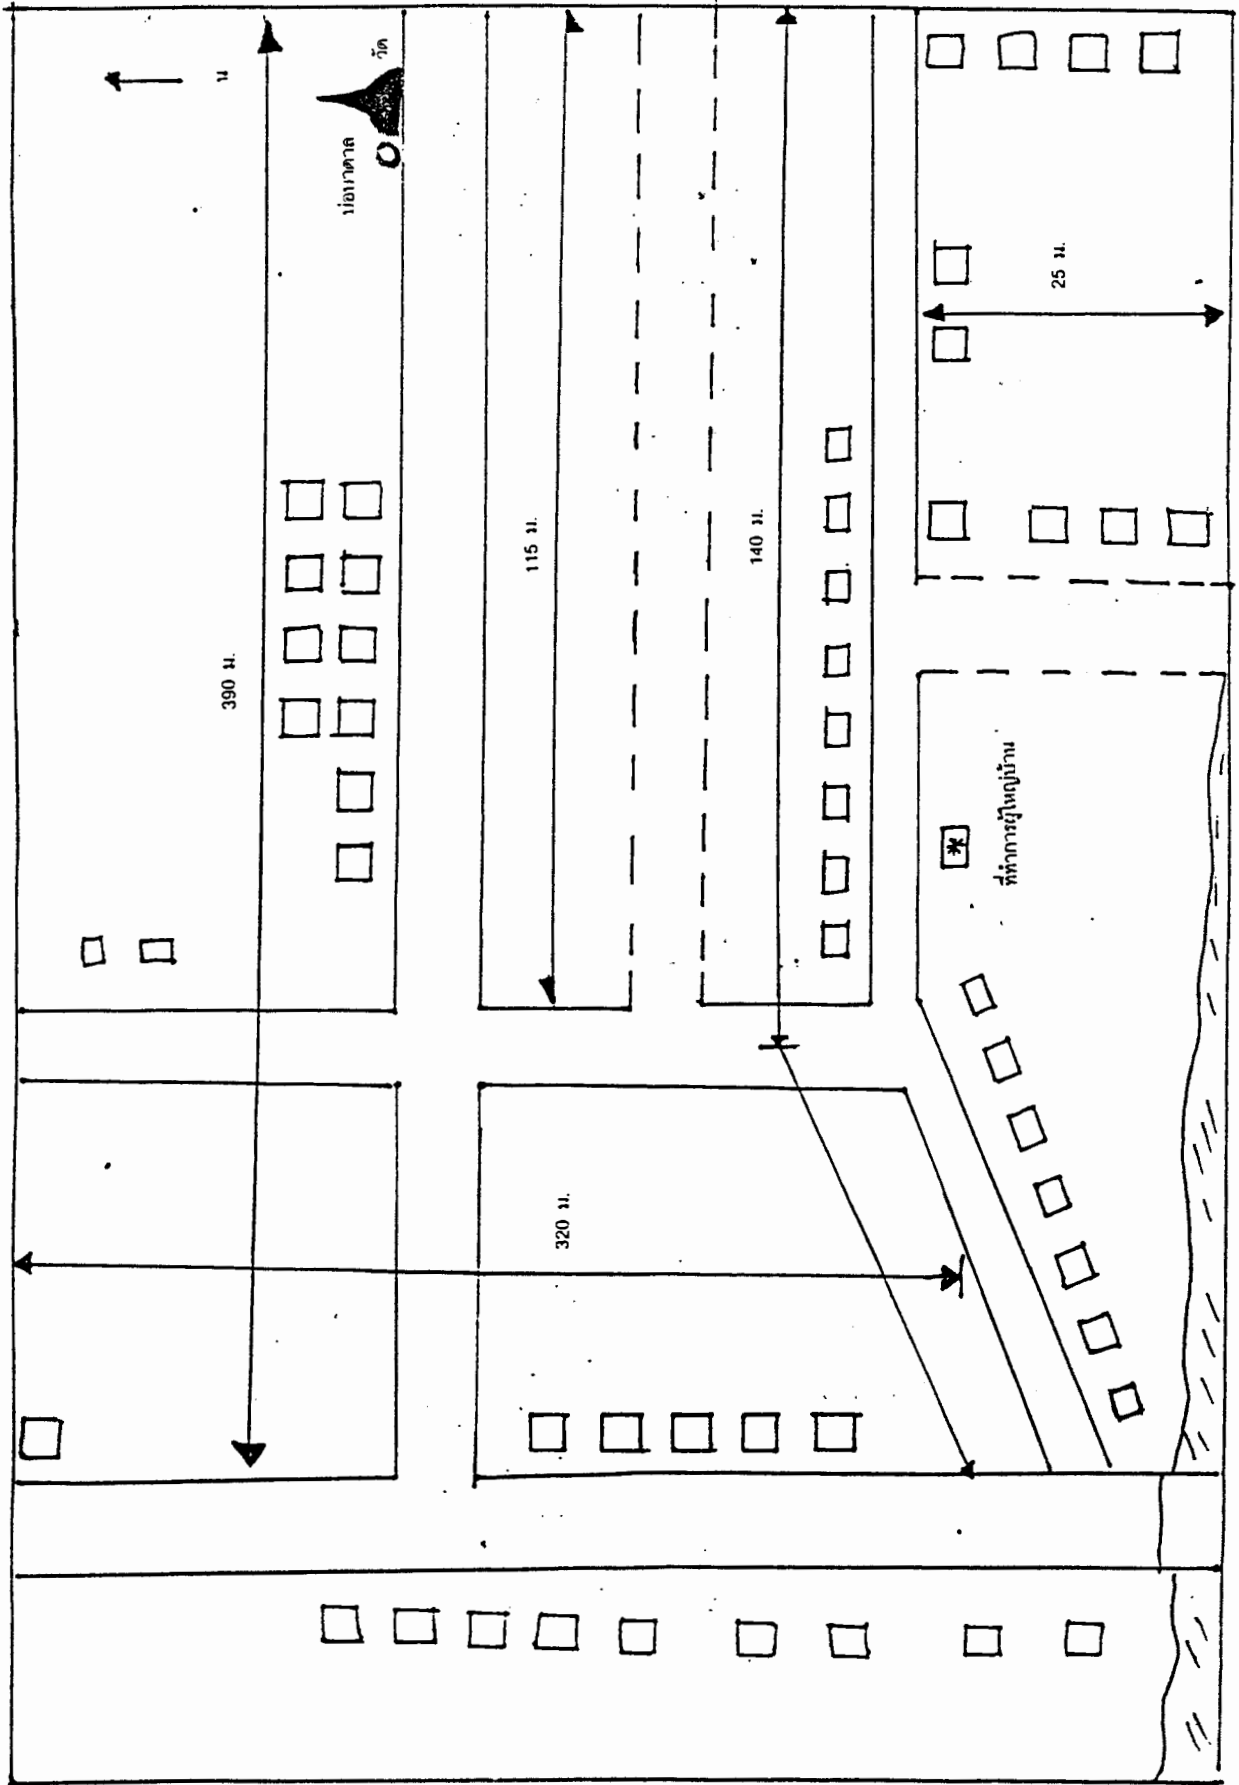 น
วัด
บ่อบาดาล
390 ม.
115 ม.
140 ม.
25 ม.
320 ม.
ที่ทำการผู้ใหญ่บ้าน